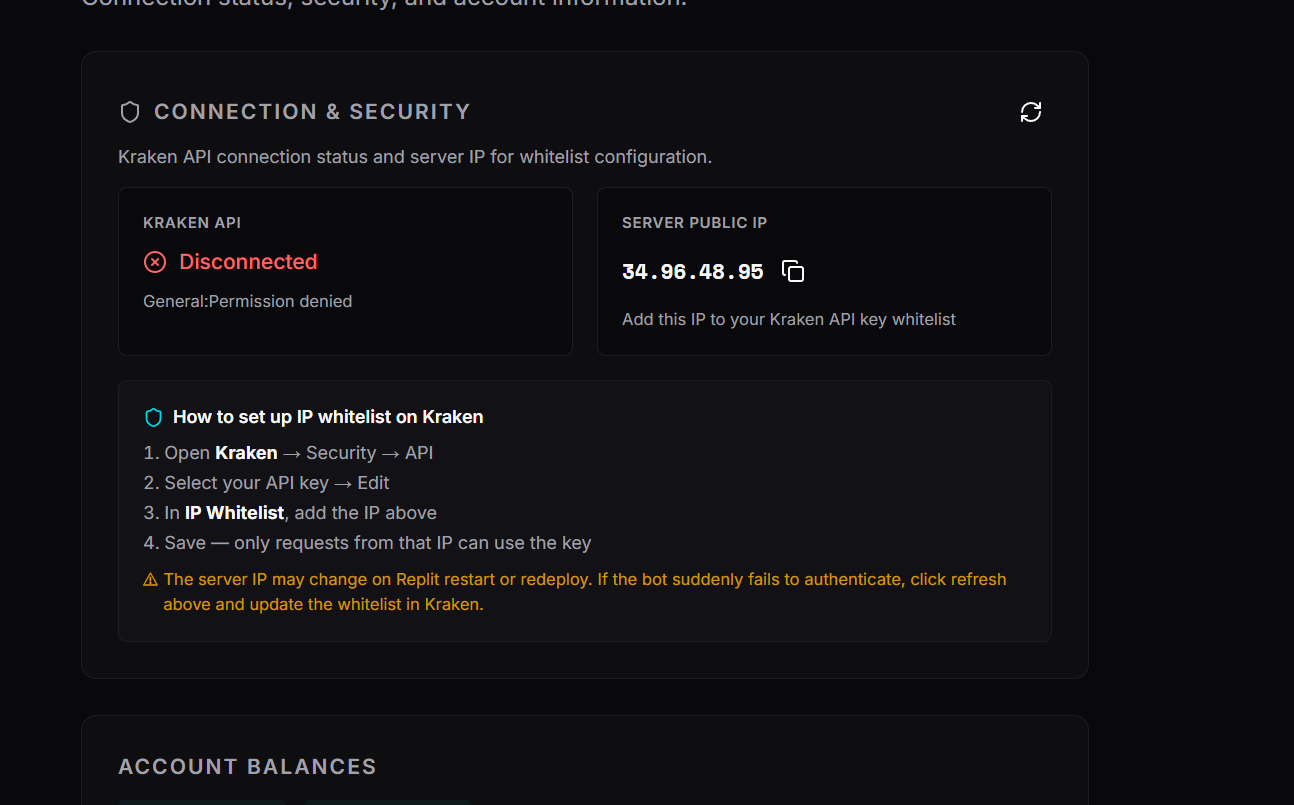 Connection status, security, and account information.
CONNECTION & SECURITY
Kraken API connection status and server IP for whitelist configuration.
KRAKEN API
Disconnected
General:Permission denied
SERVER PUBLIC IP
34.96.48.95
Add this IP to your Kraken API key whitelist
How to set up IP whitelist on Kraken
1. Open Kraken → Security → API
2. Select your API key → Edit
3. In IP Whitelist, add the IP above
4. Save — only requests from that IP can use the key
⚠ The server IP may change on Replit restart or redeploy. If the bot suddenly fails to authenticate, click refresh
above and update the whitelist in Kraken.
ACCOUNT BALANCES